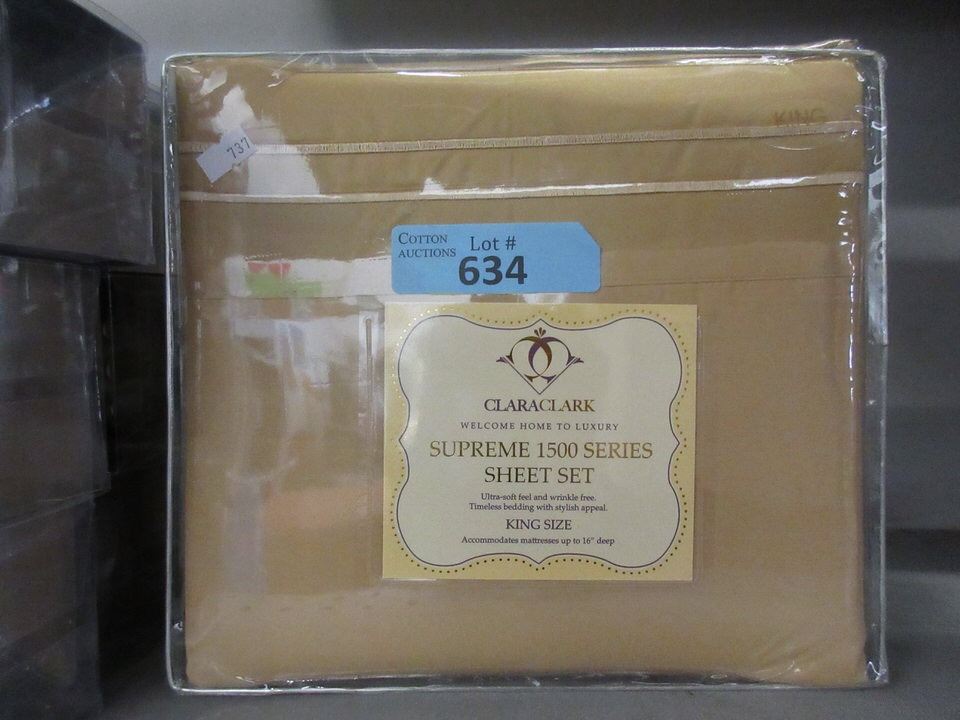 KING
737
COTTON
AUCTIONS
Lot #
634
CLARACLARK
WELCOME HOME TO LUXURY
SUPREME 1500 SERIES
SHEET SET
Ultra-soft feel and wrinkle free.
Timeless bedding with stylish appeal.
KING SIZE
Accommodates mattresses up to 16" deep